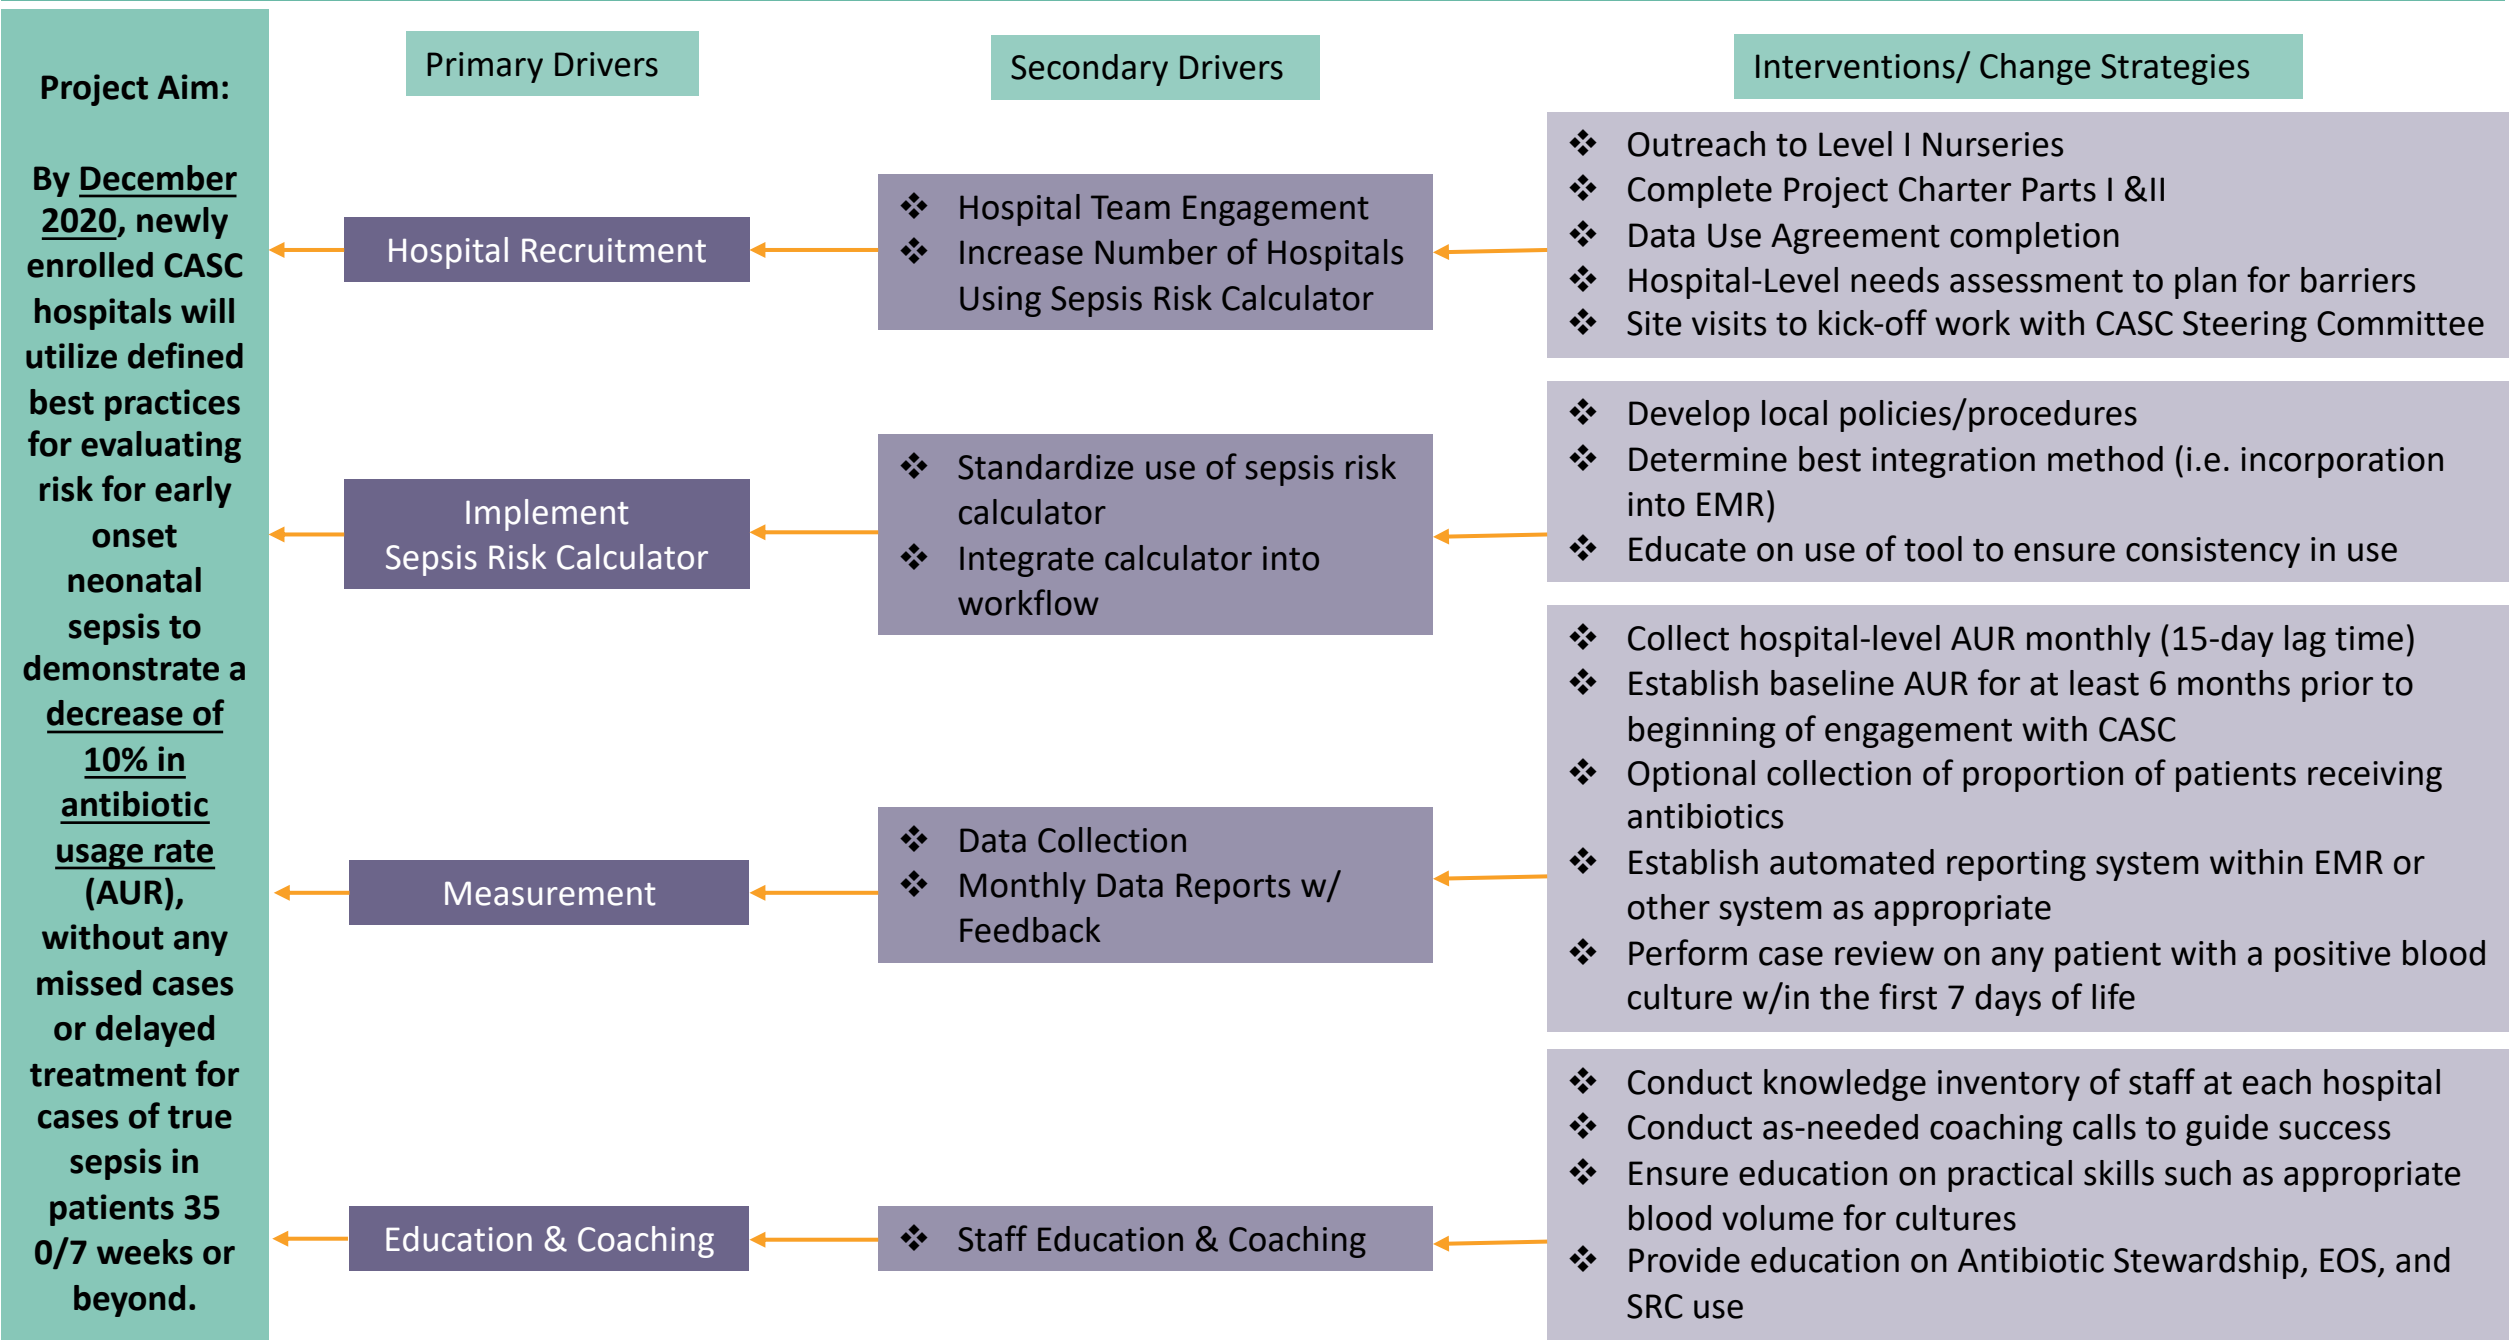 Project Aim:
By December
2020, newly
enrolled CASC
hospitals will
utilize defined
best practices
for evaluating
risk for early
onset
neonatal
sepsis to
demonstrate a
decrease of
10% in
antibiotic
usage rate
(AUR),
without any
missed cases
or delayed
treatment for
cases of true
sepsis in
patients 35
0/7 weeks or
beyond.
Primary Drivers
Secondary Drivers
Interventions/ Change Strategies
Hospital Recruitment
❖ Hospital Team Engagement
❖ Increase Number of Hospitals
Using Sepsis Risk Calculator
❖ Outreach to Level I Nurseries
❖ Complete Project Charter Parts I &II
❖ Data Use Agreement completion
❖ Hospital-Level needs assessment to plan for barriers
❖ Site visits to kick-off work with CASC Steering Committee
Implement
Sepsis Risk Calculator
❖ Standardize use of sepsis risk
calculator
❖ Integrate calculator into
workflow
❖ Develop local policies/procedures
❖ Determine best integration method (i.e. incorporation
into EMR)
❖ Educate on use of tool to ensure consistency in use
Measurement
❖ Data Collection
❖ Monthly Data Reports w/
Feedback
❖ Collect hospital-level AUR monthly (15-day lag time)
❖ Establish baseline AUR for at least 6 months prior to
beginning of engagement with CASC
❖ Optional collection of proportion of patients receiving
antibiotics
❖ Establish automated reporting system within EMR or
other system as appropriate
❖ Perform case review on any patient with a positive blood
culture w/in the first 7 days of life
Education & Coaching
❖ Staff Education & Coaching
❖ Conduct knowledge inventory of staff at each hospital
❖ Conduct as-needed coaching calls to guide success
❖ Ensure education on practical skills such as appropriate
blood volume for cultures
❖ Provide education on Antibiotic Stewardship, EOS, and
SRC use